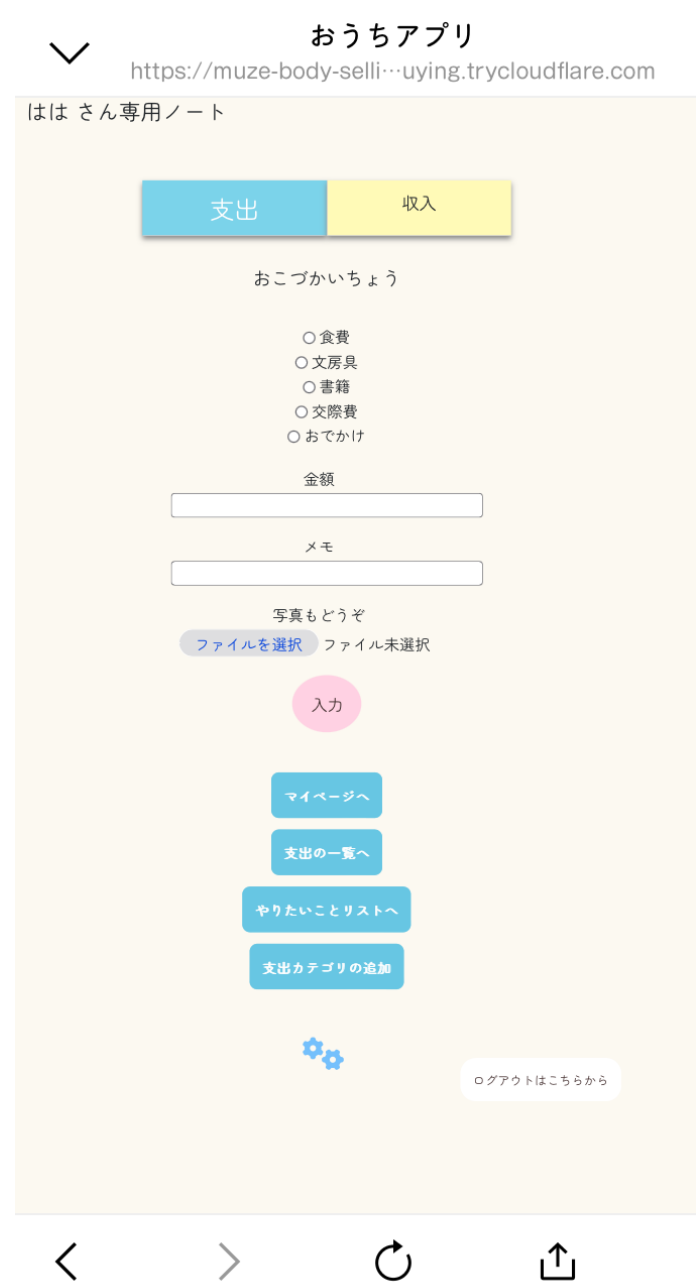 おうちアプリ
https://muze-body-selli…uying.trycloudflare.com
はは さん専用ノート
支出
収入
おこづかいちょう
食費
文房具
書籍
交際費
おでかけ
金額
メモ
写真もどうぞ
ファイルを選択 ファイル未選択
入力
マイページへ
支出の一覧へ
やりたいことリストへ
支出カテゴリの追加
ログアウトはこちらから